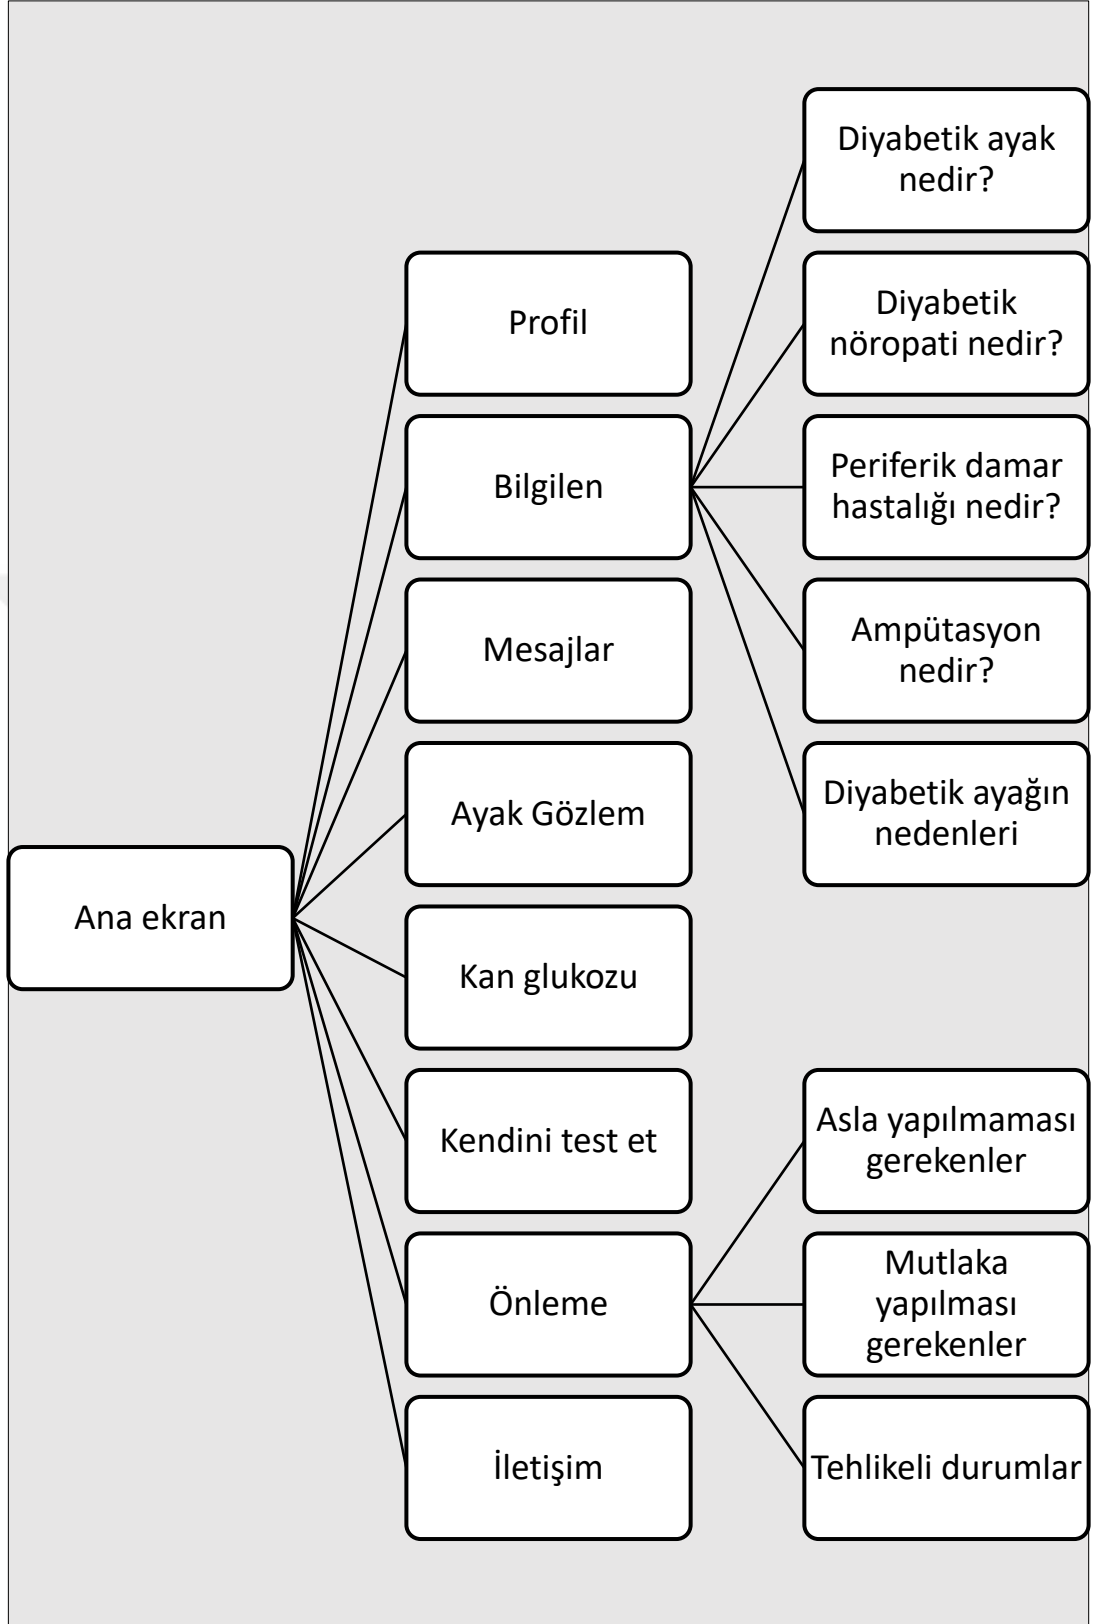 Ana ekran
Profil
Bilgilen
Diyabetik ayak
nedir?
Diyabetik
nöropati nedir?
Periferik damar
hastalığı nedir?
Ampütasyon
nedir?
Diyabetik ayağın
nedenleri
Mesajlar
Ayak Gözlem
Kan glukozu
Kendini test et
Önleme
Asla yapılmaması
gerekenler
Mutlaka
yapılması
gerekenler
Tehlikeli durumlar
İletişim